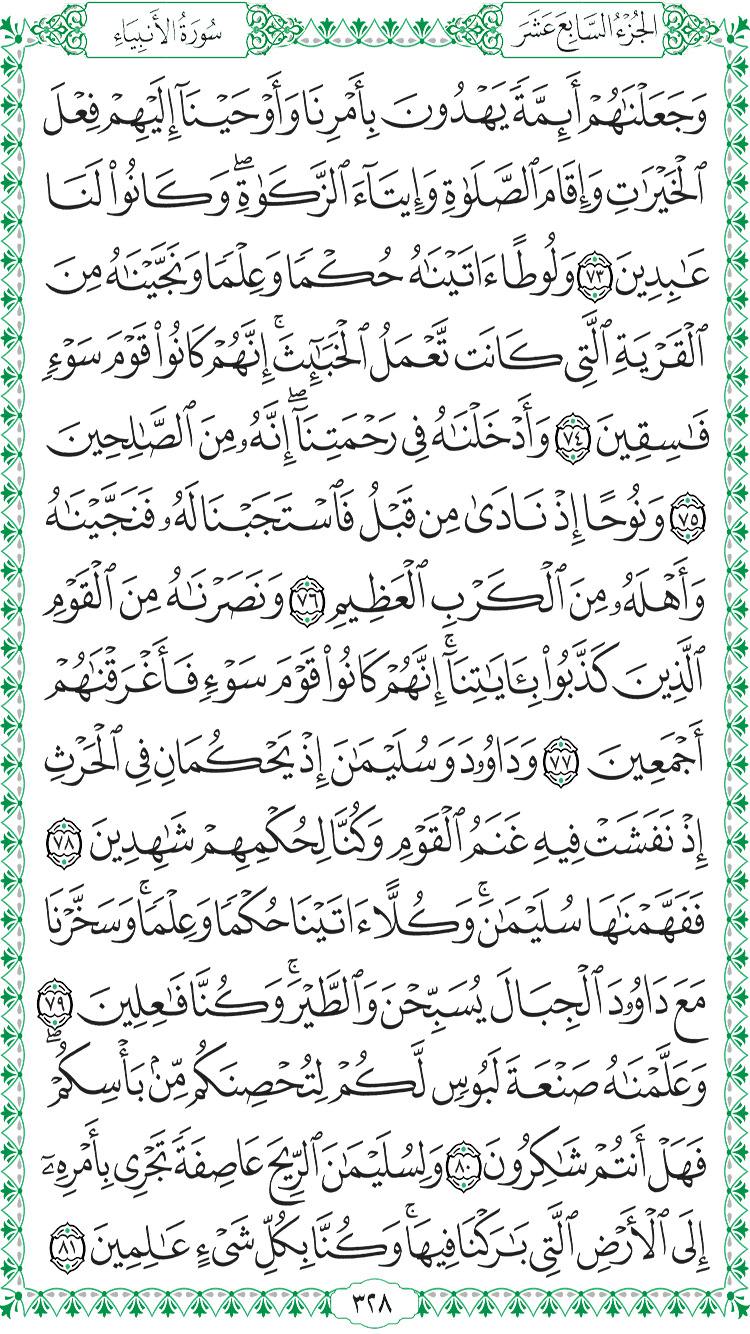 الجُزْءُ السَّابِعَ عَشَرَ
سُورَةُ الأَنبِيَاءِ
وَجَعَلْنَٰهُمْ أَئِمَّةً يَهْدُونَ بِأَمْرِنَا وَأَوْحَيْنَآ إِلَيْهِمْ فِعْلَ
ٱلْخَيْرَٰتِ وَإِقَامَ ٱلصَّلَوٰةِ وَإِيتَآءَ ٱلزَّكَوٰةِۖ وَكَانُوا۟ لَنَا
عَٰبِدِينَ ٧٣ وَلُوطًا ءَاتَيْنَٰهُ حُكْمًا وَعِلْمًا وَنَجَّيْنَٰهُ مِنَ
ٱلْقَرْيَةِ ٱلَّتِى كَانَت تَّعْمَلُ ٱلْخَبَٰٓئِثَۚ إِنَّهُمْ كَانُوا۟ قَوْمَ سَوْءٍ
فَٰسِقِينَ ٧٤ وَأَدْخَلْنَٰهُ فِى رَحْمَتِنَآۖ إِنَّهُۥ مِنَ ٱلصَّٰلِحِينَ
٧٥ وَنُوحًا إِذْ نَادَىٰ مِن قَبْلُ فَٱسْتَجَبْنَا لَهُۥ فَنَجَّيْنَٰهُ
وَأَهْلَهُۥ مِنَ ٱلْكَرْبِ ٱلْعَظِيمِ ٧٦ وَنَصَرْنَٰهُ مِنَ ٱلْقَوْمِ
ٱلَّذِينَ كَذَّبُوا۟ بِـَٔايَٰتِنَآۚ إِنَّهُمْ كَانُوا۟ قَوْمَ سَوْءٍ فَأَغْرَقْنَٰهُمْ
أَجْمَعِينَ ٧٧ وَدَاوُۥدَ وَسُلَيْمَٰنَ إِذْ يَحْكُمَانِ فِى ٱلْحَرْثِ
إِذْ نَفَشَتْ فِيهِ غَنَمُ ٱلْقَوْمِ وَكُنَّا لِحُكْمِهِمْ شَٰهِدِينَ ٧٨
فَفَهَّمْنَٰهَا سُلَيْمَٰنَۚ وَكُلًّا ءَاتَيْنَا حُكْمًا وَعِلْمًاۚ وَسَخَّرْنَا
مَعَ دَاوُۥدَ ٱلْجِبَالَ يُسَبِّحْنَ وَٱلطَّيْرَۚ وَكُنَّا فَٰعِلِينَ ٧٩
وَعَلَّمْنَٰهُ صَنْعَةَ لَبُوسٍ لَّكُمْ لِتُحْصِنَكُم مِّنۢ بَأْسِكُمْۖ
فَهَلْ أَنتُمْ شَٰكِرُونَ ٨٠ وَلِسُلَيْمَٰنَ ٱلرِّيحَ عَاصِفَةً تَجْرِى بِأَمْرِهِۦٓ
إِلَى ٱلْأَرْضِ ٱلَّتِى بَٰرَكْنَا فِيهَاۚ وَكُنَّا بِكُلِّ شَىْءٍ عَٰلِمِينَ ٨١
٣٢٨